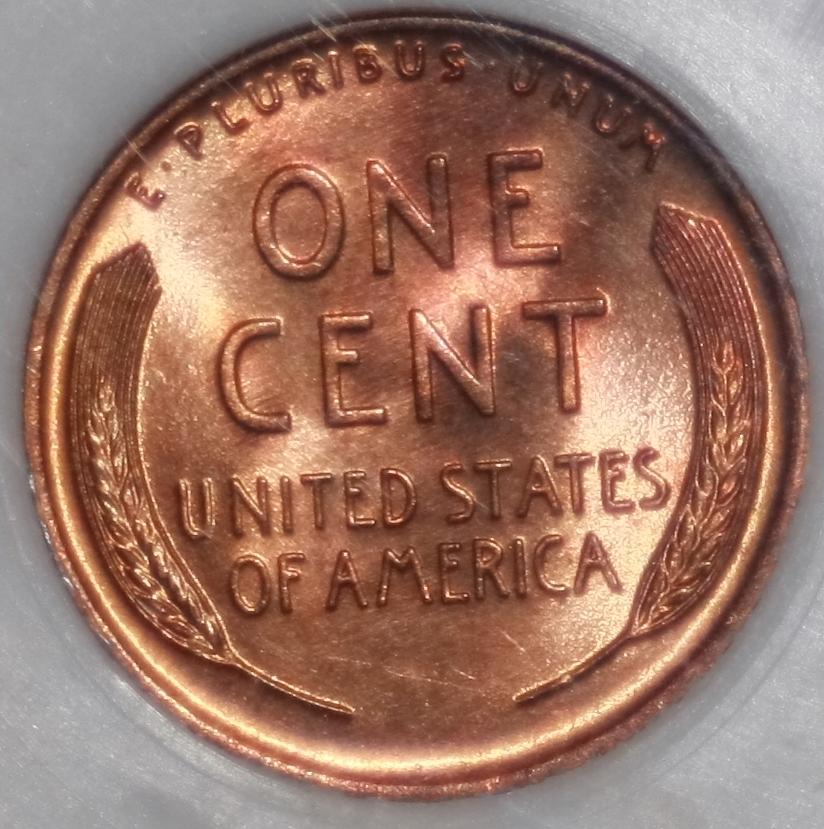 E · PLURIBUS · UNUM
ONE
CENT
UNITED STATES
OF AMERICA